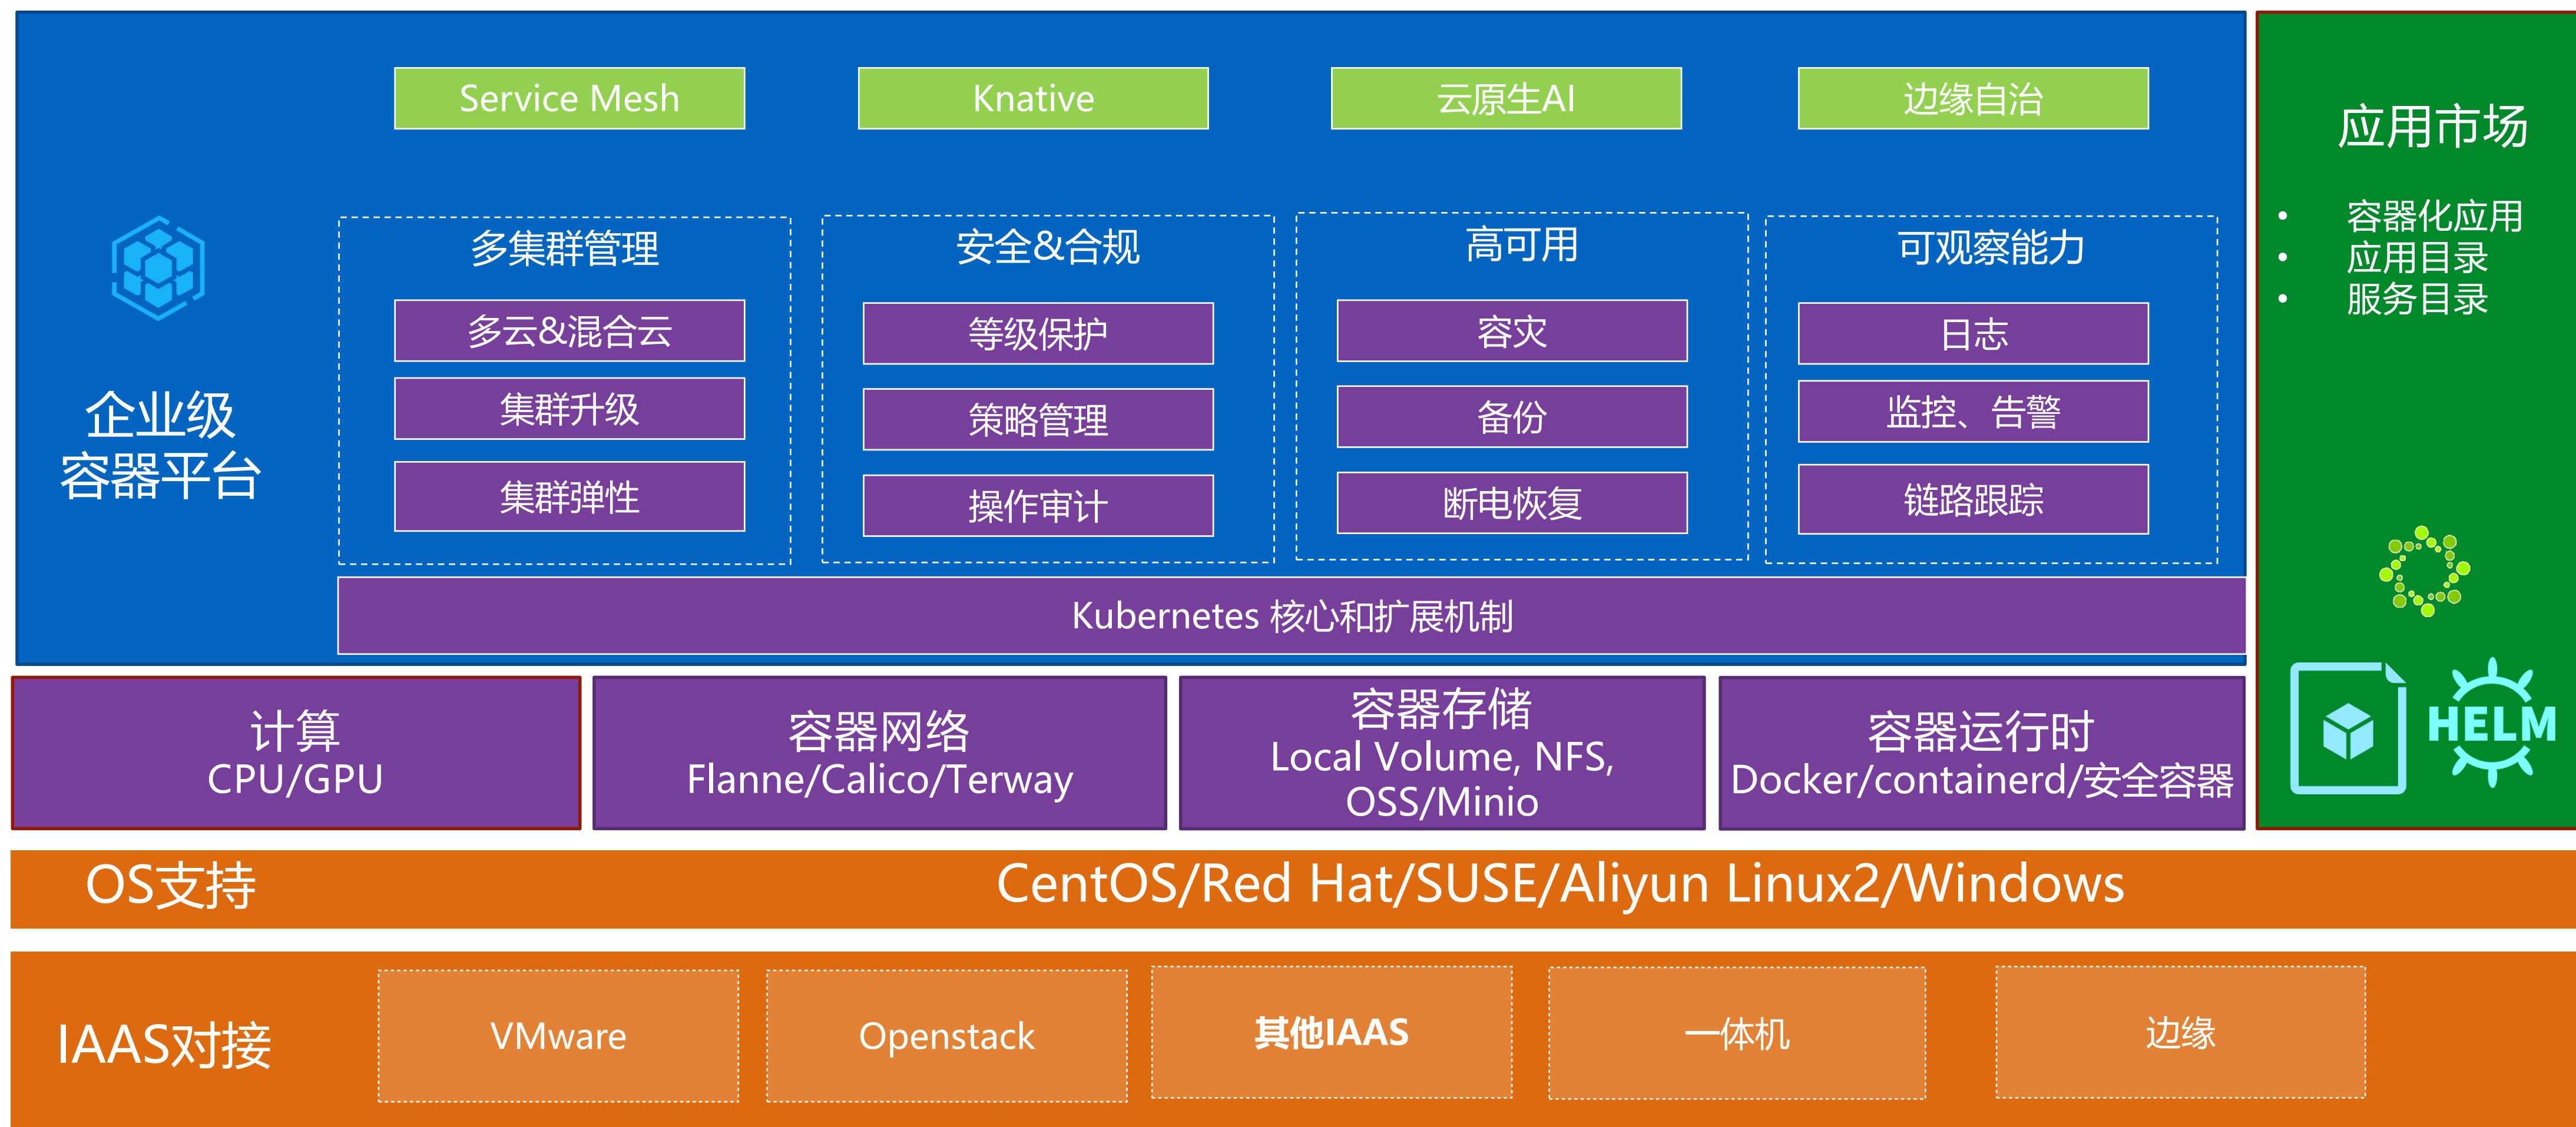 Service Mesh
Knative
云原生AI
边缘自治
企业级
容器平台
多集群管理
多云&混合云
集群升级
集群弹性
安全&合规
等级保护
策略管理
操作审计
高可用
容灾
备份
断电恢复
可观察能力
日志
监控、告警
链路跟踪
Kubernetes 核心和扩展机制
应用市场
• 容器化应用
• 应用目录
• 服务目录
HELM
计算
CPU/GPU
容器网络
Flanne/Calico/Terway
容器存储
Local Volume, NFS,
OSS/Minio
容器运行时
Docker/containerd/安全容器
OS支持
CentOS/Red Hat/SUSE/Aliyun Linux2/Windows
IAAS对接
VMware
Openstack
其他IAAS
一体机
边缘